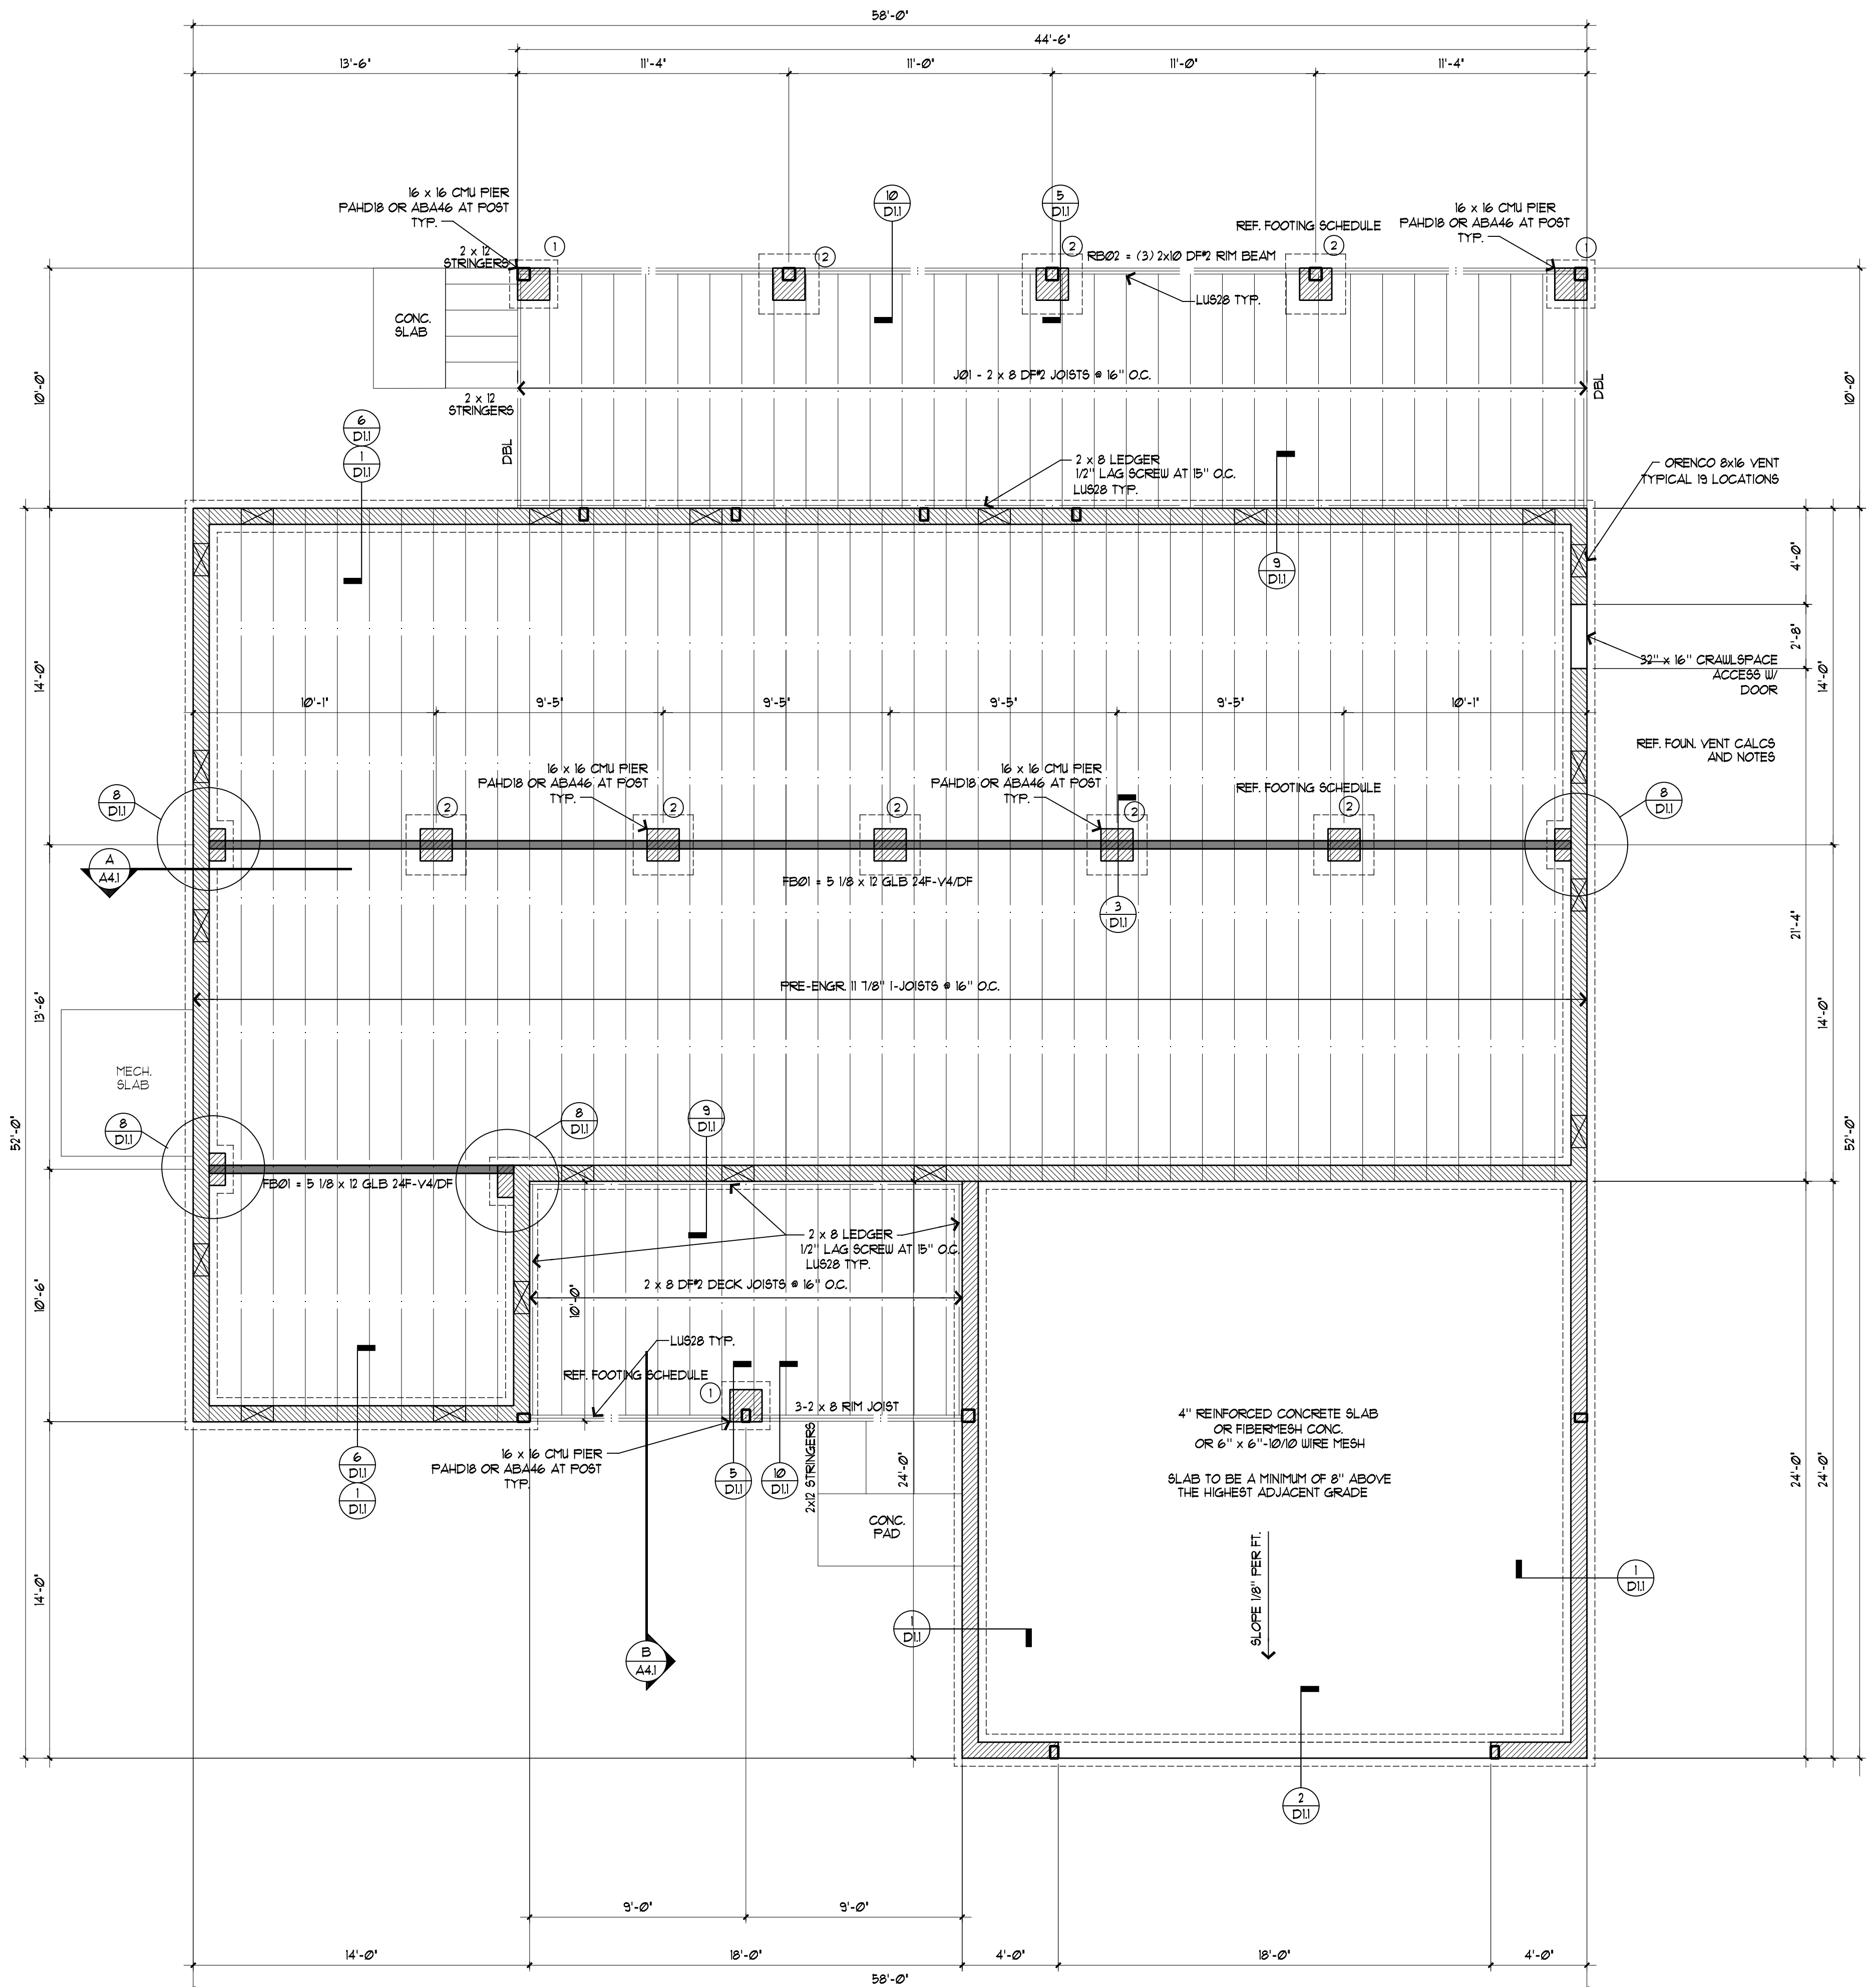 58'-0"
44'-6"
13'-6"
11'-4"
11'-0"
11'-0"
11'-4"
16 x 16 CMU PIER
PAHD18 OR ABA46 AT POST
TYP.
10
D1.1
5
D1.1
REF. FOOTING SCHEDULE
16 x 16 CMU PIER
PAHD18 OR ABA46 AT POST
TYP.
2 x 12
STRINGERS
1
2
2
RB02 = (3) 2x10 DF#2 RIM BEAM
2
1
LUS28 TYP.
CONC.
SLAB
J01 - 2 x 8 DF#2 JOISTS @ 16" O.C.
10'-0"
DBL
10'-0"
2 x 12
STRINGERS
6
D1.1
1
D1.1
DBL
2 x 8 LEDGER
1/2" LAG SCREW AT 15" O.C.
LUS28 TYP.
ORENCO 8x16 VENT
TYPICAL 19 LOCATIONS
9
D1.1
4'-0"
2'-8"
14'-0"
14'-0"
32" x 16" CRAWLSPACE
ACCESS W/
DOOR
10'-1"
9'-5"
9'-5"
9'-5"
9'-5"
10'-1"
REF. FOUN. VENT CALCS
AND NOTES
16 x 16 CMU PIER
PAHD18 OR ABA46 AT POST
TYP.
16 x 16 CMU PIER
PAHD18 OR ABA46 AT POST
TYP.
REF. FOOTING SCHEDULE
8
D1.1
8
D1.1
2
2
2
2
2
A
A4.1
FB01 = 5 1/8 x 12 GLB 24F-V4/DF
3
D1.1
21'-4"
PRE-ENGR. 11 7/8" I-JOISTS @ 16" O.C.
13'-6"
14'-0"
MECH.
SLAB
52'-0"
52'-0"
8
D1.1
8
D1.1
9
D1.1
FB01 = 5 1/8 x 12 GLB 24F-V4/DF
2 x 8 LEDGER
1/2" LAG SCREW AT 15" O.C.
LUS28 TYP.
2 x 8 DF#2 DECK JOISTS @ 16" O.C.
10'-6"
10'-0"
LUS28 TYP.
REF. FOOTING SCHEDULE
1
3-2 x 8 RIM JOIST
16 x 16 CMU PIER
PAHD18 OR ABA46 AT POST
TYP.
6
D1.1
1
D1.1
5
D1.1
10
D1.1
2x12 STRINGERS
24'-0"
CONC.
PAD
4" REINFORCED CONCRETE SLAB
OR FIBERMESH CONC.
OR 6" x 6"-10/10 WIRE MESH
SLAB TO BE A MINIMUM OF 8" ABOVE
THE HIGHEST ADJACENT GRADE
24'-0"
24'-0"
14'-0"
SLOPE 1/8" PER FT.
1
D1.1
1
D1.1
B
A4.1
2
D1.1
9'-0"
9'-0"
14'-0"
18'-0"
4'-0"
18'-0"
4'-0"
58'-0"